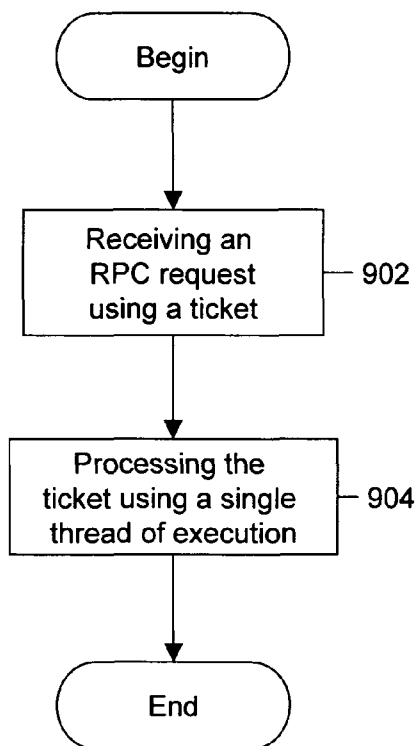 Begin
Receiving an
RPC request
using a ticket
902
Processing the
ticket using a single
thread of execution
904
End